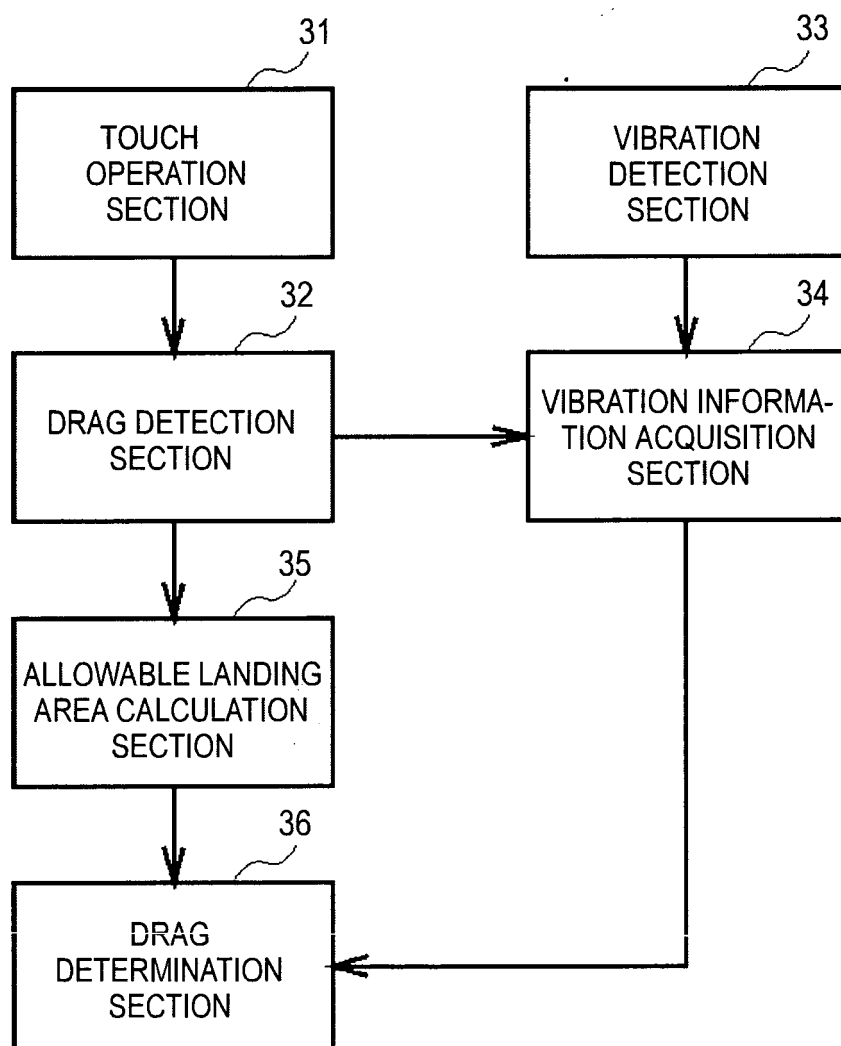 31
TOUCH
OPERATION
SECTION
33
VIBRATION
DETECTION
SECTION
32
DRAG DETECTION
SECTION
34
VIBRATION INFORMA-
TION ACQUISITION
SECTION
35
ALLOWABLE LANDING
AREA CALCULATION
SECTION
36
DRAG
DETERMINATION
SECTION